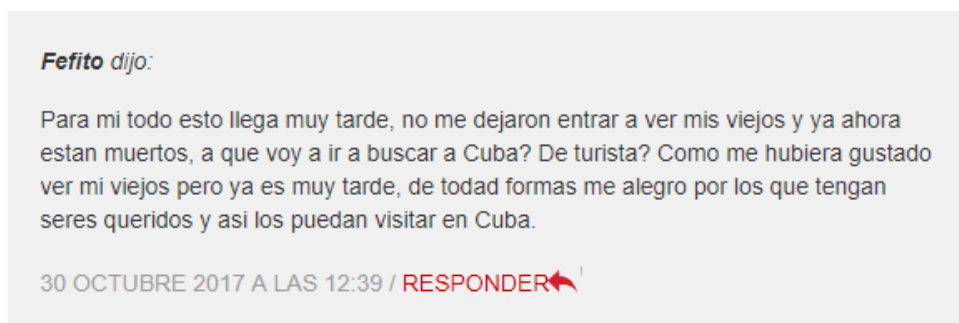 Fefito dijo:
Para mi todo esto llega muy tarde, no me dejaron entrar a ver mis viejos y ya ahora
estan muertos, a que voy a ir a buscar a Cuba? De turista? Como me hubiera gustado
ver mi viejos pero ya es muy tarde, de todad formas me alegro por los que tengan
seres queridos y asi los puedan visitar en Cuba.
30 OCTUBRE 2017 A LAS 12:39 / RESPONDER